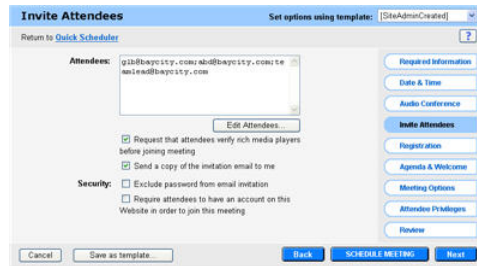 Invite Attendees
Set options using template: [SiteAdminCreated]
Return to Quick Scheduler
?
Attendees:
glb@baycity.com;abd@baycity.com;te
amlead@baycity.com
Edit Attendees...
Request that attendees verify rich media players
before joining meeting
Send a copy of the invitation email to me
Security:
Exclude password from email invitation
Require attendees to have an account on this
Website in order to join this meeting
Required Information
Date & Time
Audio Conference
Invite Attendees
Registration
Agenda & Welcome
Meeting Options
Attendee Privileges
Review
Cancel
Save as template...
Back
SCHEDULE MEETING
Next